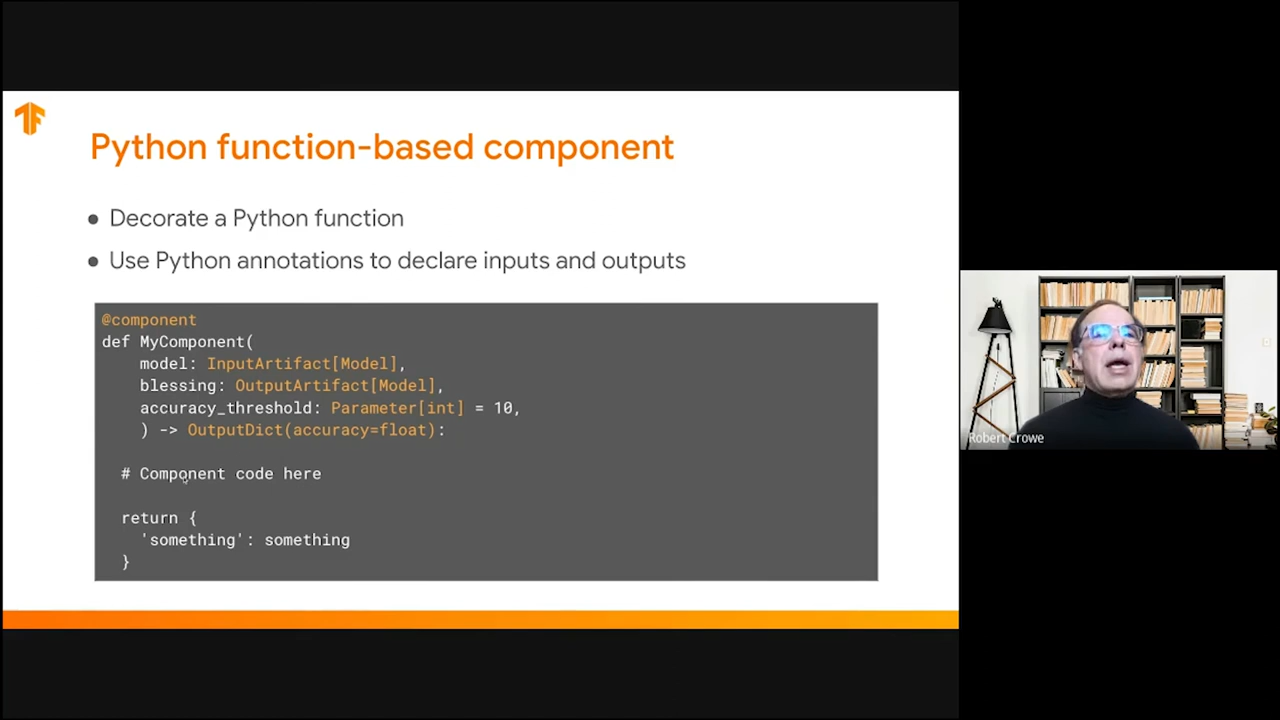 Python function-based component
● Decorate a Python function
● Use Python annotations to declare inputs and outputs
@component
def MyComponent(
    model: InputArtifact[Model],
    blessing: OutputArtifact[Model],
    accuracy_threshold: Parameter[int] = 10,
    ) -> OutputDict(accuracy=float):
  # Component code here
  return {
    'something': something
  }
Robert Crowe